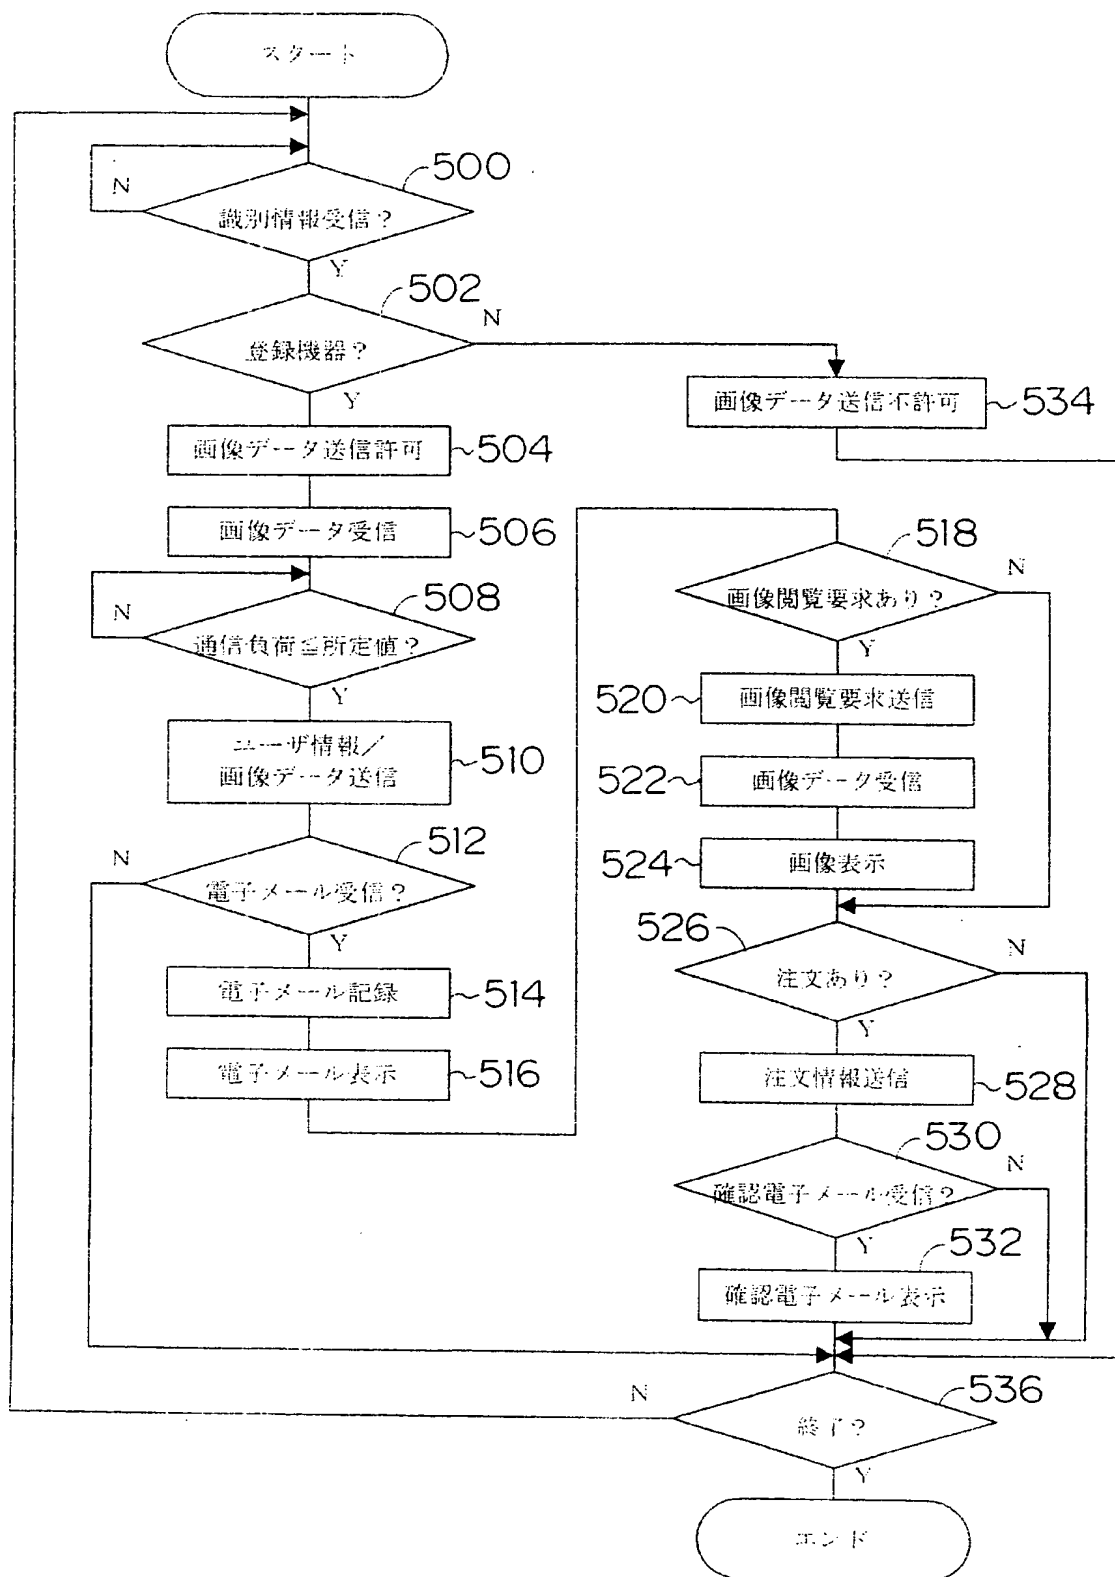 スタート
500
N
識別情報受信?
Y
502
N
登録機器?
Y
画像データ送信不許可
534
画像データ送信許可
504
画像データ受信
506
508
N
通信負荷≦所定値?
Y
ユーザ情報/
画像データ送信
510
512
N
電子メール受信?
Y
電子メール記録
514
電子メール表示
516
518
N
画像閲覧要求あり?
Y
520
画像閲覧要求送信
522
画像データ受信
524
画像表示
526
N
注文あり?
Y
注文情報送信
528
530
N
確認電子メール受信?
Y
532
確認電子メール表示
N
536
終了?
Y
エンド